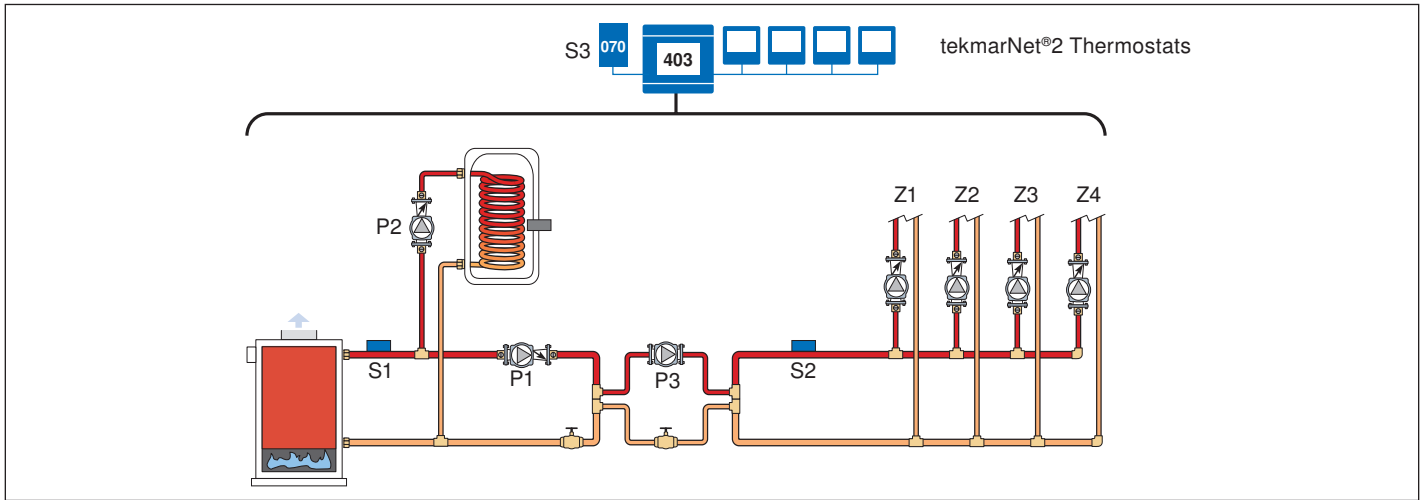 S3
070
403
tekmarNet®2 Thermostats
P2
Z1
Z2
Z3
Z4
S1
P1
P3
S2